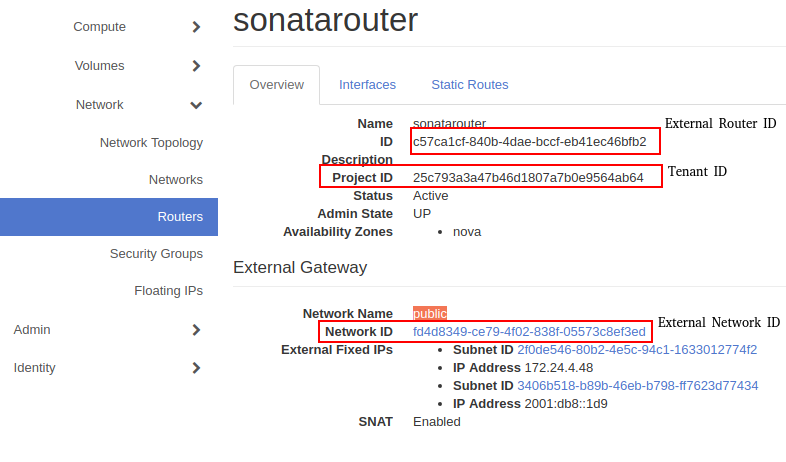 Compute
Volumes
Network
Network Topology
Networks
Routers
Security Groups
Floating IPs
Admin
Identity
sonatarouter
Overview Interfaces Static Routes
Name sonatarouter
External Router ID
ID c57ca1cf-840b-4dae-bccf-eb41ec46bfb2
Description
Project ID 25c793a3a47b46d1807a7b0e9564ab64
Tenant ID
Status Active
Admin State UP
Availability Zones • nova
External Gateway
Network Name public
Network ID fd4d8349-ce79-4f02-838f-05573c8ef3ed
External Network ID
External Fixed IPs • Subnet ID 2f0de546-80b2-4e5c-94c1-1633012774f2
• IP Address 172.24.4.48
• Subnet ID 3406b518-b89b-46eb-b798-ff7623d77434
• IP Address 2001:db8::1d9
SNAT Enabled